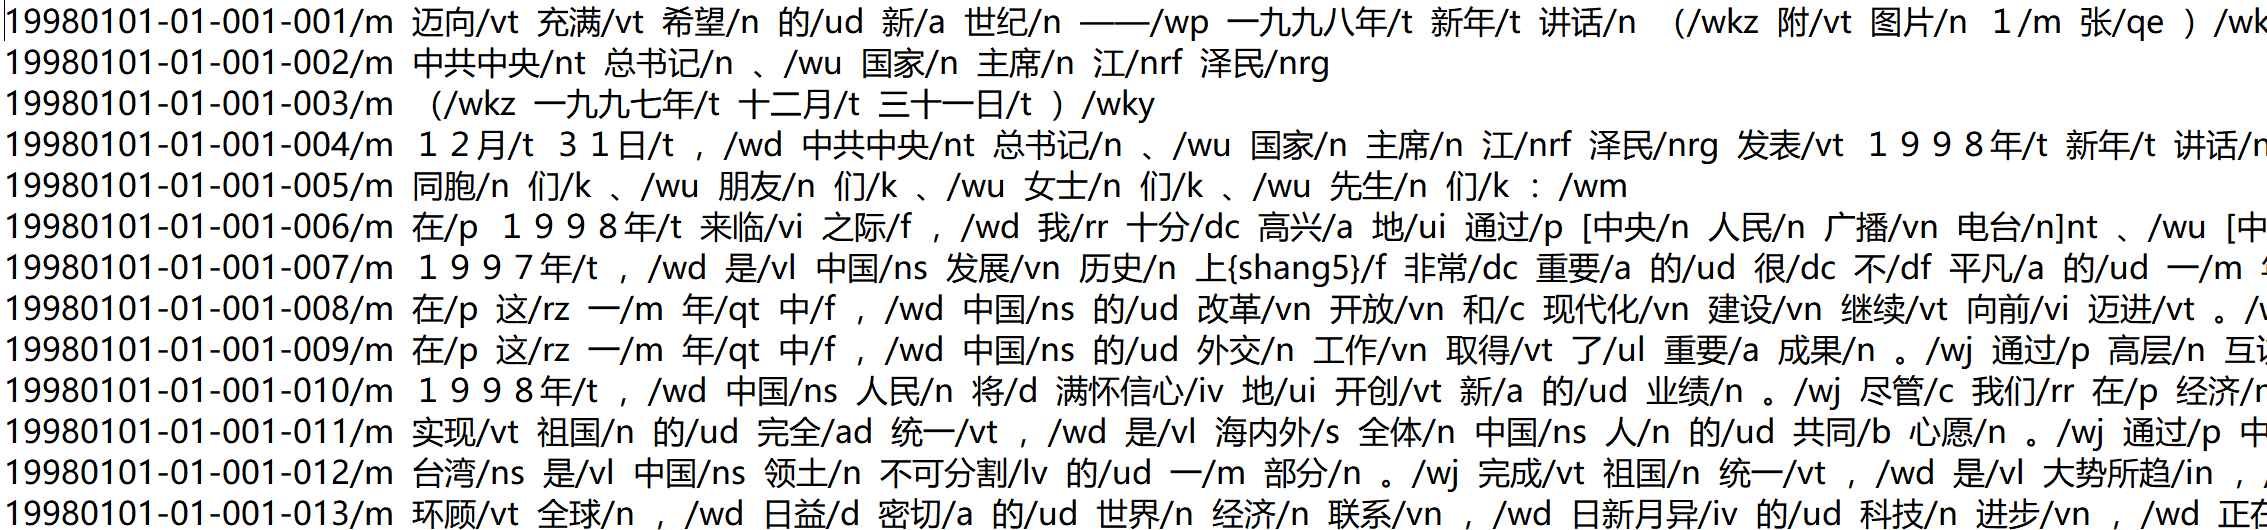 19980101-01-001-001/m 迈向/vt 充满/vt 希望/n 的/ud 新/a 世纪/n ——/wp 一九九八年/t 新年/t 讲话/n （/wkz 附/vt 图片/n １/m 张/qe ）/wk
19980101-01-001-002/m 中共中央/nt 总书记/n 、/wu 国家/n 主席/n 江/nrf 泽民/nrg
19980101-01-001-003/m （/wkz 一九九七年/t 十二月/t 三十一日/t ）/wky
19980101-01-001-004/m １２月/t ３１日/t ，/wd 中共中央/nt 总书记/n 、/wu 国家/n 主席/n 江/nrf 泽民/nrg 发表/vt １９９８年/t 新年/t 讲话/n
19980101-01-001-005/m 同胞/n 们/k 、/wu 朋友/n 们/k 、/wu 女士/n 们/k 、/wu 先生/n 们/k ：/wm
19980101-01-001-006/m 在/p １９９８年/t 来临/vi 之际/f ，/wd 我/rr 十分/dc 高兴/a 地/ui 通过/p [中央/n 人民/n 广播/vn 电台/n]nt 、/wu [中
19980101-01-001-007/m １９９７年/t ，/wd 是/vl 中国/ns 发展/vn 历史/n 上{shang5}/f 非常/dc 重要/a 的/ud 很/dc 不/df 平凡/a 的/ud 一/m
19980101-01-001-008/m 在/p 这/rz 一/m 年/qt 中/f ，/wd 中国/ns 的/ud 改革/vn 开放/vn 和/c 现代化/vn 建设/vn 继续/vt 向前/vi 迈进/vt 。/w
19980101-01-001-009/m 在/p 这/rz 一/m 年/qt 中/f ，/wd 中国/ns 的/ud 外交/n 工作/vn 取得/vt 了/ul 重要/a 成果/n 。/wj 通过/p 高层/n 互
19980101-01-001-010/m １９９８年/t ，/wd 中国/ns 人民/n 将/d 满怀信心/iv 地/ui 开创/vt 新/a 的/ud 业绩/n 。/wj 尽管/c 我们/rr 在/p 经济/n
19980101-01-001-011/m 实现/vt 祖国/n 的/ud 完全/ad 统一/vt ，/wd 是/vl 海内外/s 全体/n 中国/ns 人/n 的/ud 共同/b 心愿/n 。/wj 通过/p 中
19980101-01-001-012/m 台湾/ns 是/vl 中国/ns 领土/n 不可分割/lv 的/ud 一/m 部分/n 。/wj 完成/vt 祖国/n 统一/vt ，/wd 是/vl 大势所趋/in ，/
19980101-01-001-013/m 环顾/vt 全球/n ，/wd 日益/d 密切/a 的/ud 世界/n 经济/n 联系/vn ，/wd 日新月异/iv 的/ud 科技/n 进步/vn ，/wd 正在